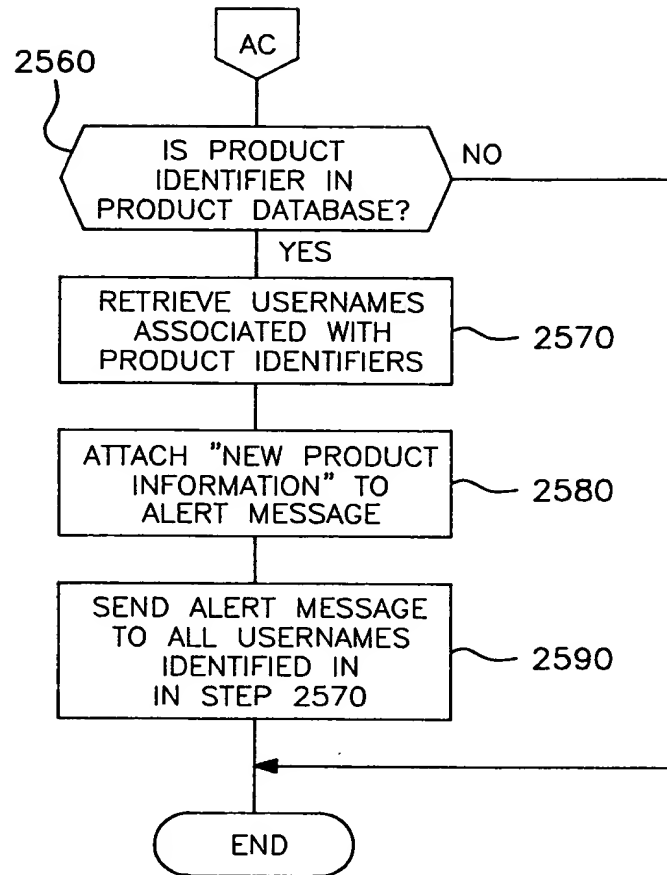 AC
2560
IS PRODUCT
IDENTIFIER IN
PRODUCT DATABASE?
NO
YES
RETRIEVE USERNAMES
ASSOCIATED WITH
PRODUCT IDENTIFIERS
2570
ATTACH "NEW PRODUCT
INFORMATION" TO
ALERT MESSAGE
2580
SEND ALERT MESSAGE
TO ALL USERNAMES
IDENTIFIED IN
IN STEP 2570
2590
END